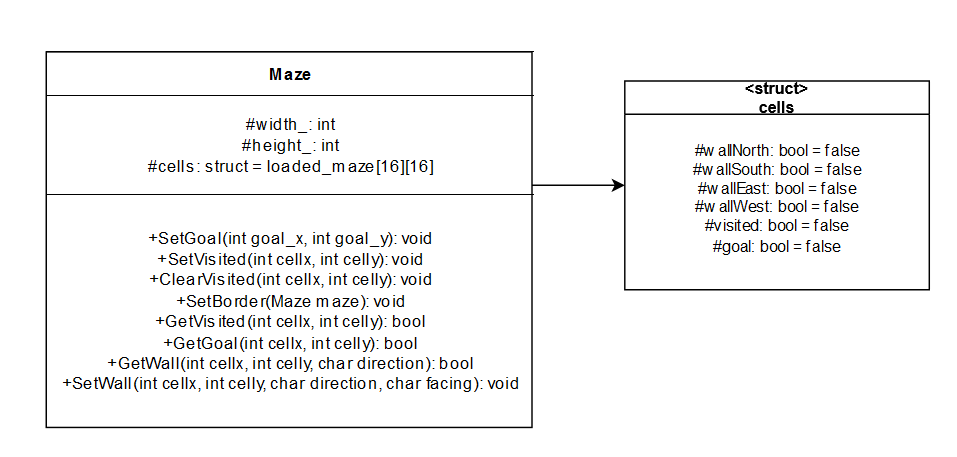 Maze
#width_: int
#height_: int
#cells: struct = loaded_maze[16][16]
+SetGoal(int goal_x, int goal_y): void
+SetVisited(int cellx, int celly): void
+ClearVisited(int cellx, int celly): void
+SetBorder(Maze maze): void
+GetVisited(int cellx, int celly): bool
+GetGoal(int cellx, int celly): bool
+GetWall(int cellx, int celly, char direction): bool
+SetWall(int cellx, int celly, char direction, char facing): void
<struct>
cells
#wallNorth: bool = false
#wallSouth: bool = false
#wallEast: bool = false
#wallWest: bool = false
#visited: bool = false
#goal: bool = false